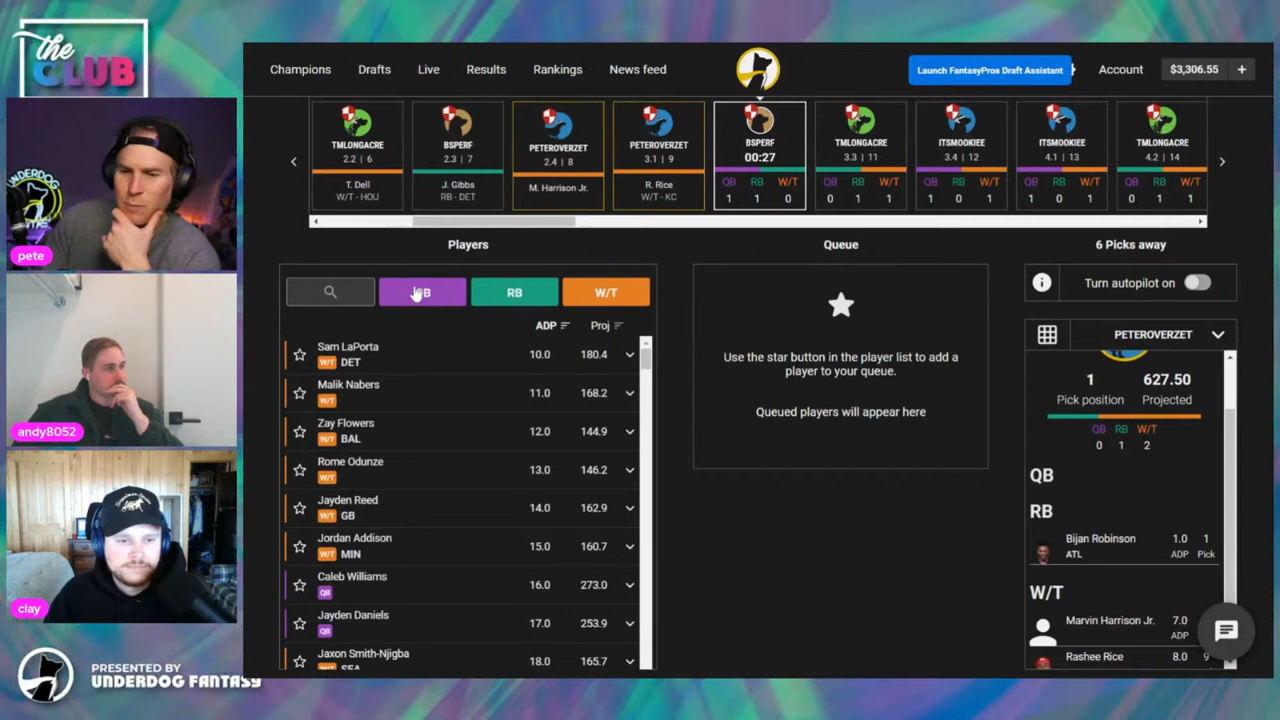 the
CLUB
pete
UNDERDOG
andy8052
clay
PRESENTED BY
UNDERDOG FANTASY
Champions
Drafts
Live
Results
Rankings
News feed
Launch FantasyPros Draft Assistant
Account
$3,306.55
+
TMLONGACRE
2.2 | 6
T. Dell
W/T - HOU
BSPERF
2.3 | 7
J. Gibbs
RB - DET
PETEROVERZET
2.4 | 8
M. Harrison Jr.
PETEROVERZET
3.1 | 9
R. Rice
W/T - KC
BSPERF
00:27
QB RB W/T
1 1 0
TMLONGACRE
3.3 | 11
QB RB W/T
0 1 1
ITSMOOKIEE
3.4 | 12
QB RB W/T
1 0 1
ITSMOOKIEE
4.1 | 13
QB RB W/T
1 0 1
TMLONGACRE
4.2 | 14
QB RB W/T
0 1 1
Players
Queue
6 Picks away
QB
RB
W/T
ADP Proj
Sam LaPorta
W/T DET
10.0 180.4
Malik Nabers
W/T
11.0 168.2
Zay Flowers
W/T BAL
12.0 144.9
Rome Odunze
W/T
13.0 146.2
Jayden Reed
W/T GB
14.0 162.9
Jordan Addison
W/T MIN
15.0 160.7
Caleb Williams
QB
16.0 273.0
Jayden Daniels
QB
17.0 253.9
Jaxon Smith-Njigba
W/T SEA
18.0 165.7
Use the star button in the player list to add a
player to your queue.
Queued players will appear here
Turn autopilot on
PETEROVERZET
1 627.50
Pick position Projected
QB RB W/T
0 1 2
QB
RB
Bijan Robinson 1.0 1
ATL ADP Pick
W/T
Marvin Harrison Jr. 7.0
ADP
Rashee Rice 8.0 9